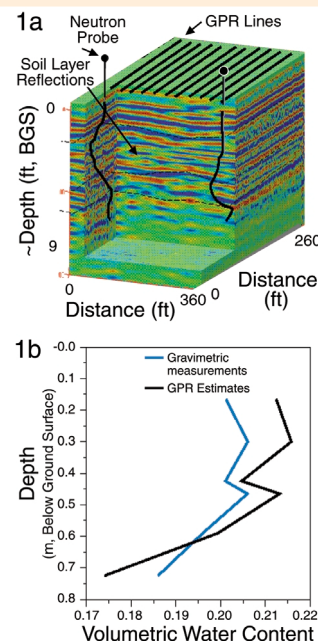 1a
Neutron
Probe
GPR Lines
Soil Layer
Reflections
~Depth (ft, BGS)
0
9
0
Distance (ft)
360
0
Distance
(ft)
260
1b
Gravimetric
measurements
GPR Estimates
Depth
(m, Below Ground Surface)
-0.0
0.1
0.3
0.4
0.5
0.6
0.7
0.8
0.17
0.18
0.19
0.20
0.21
0.22
Volumetric Water Content